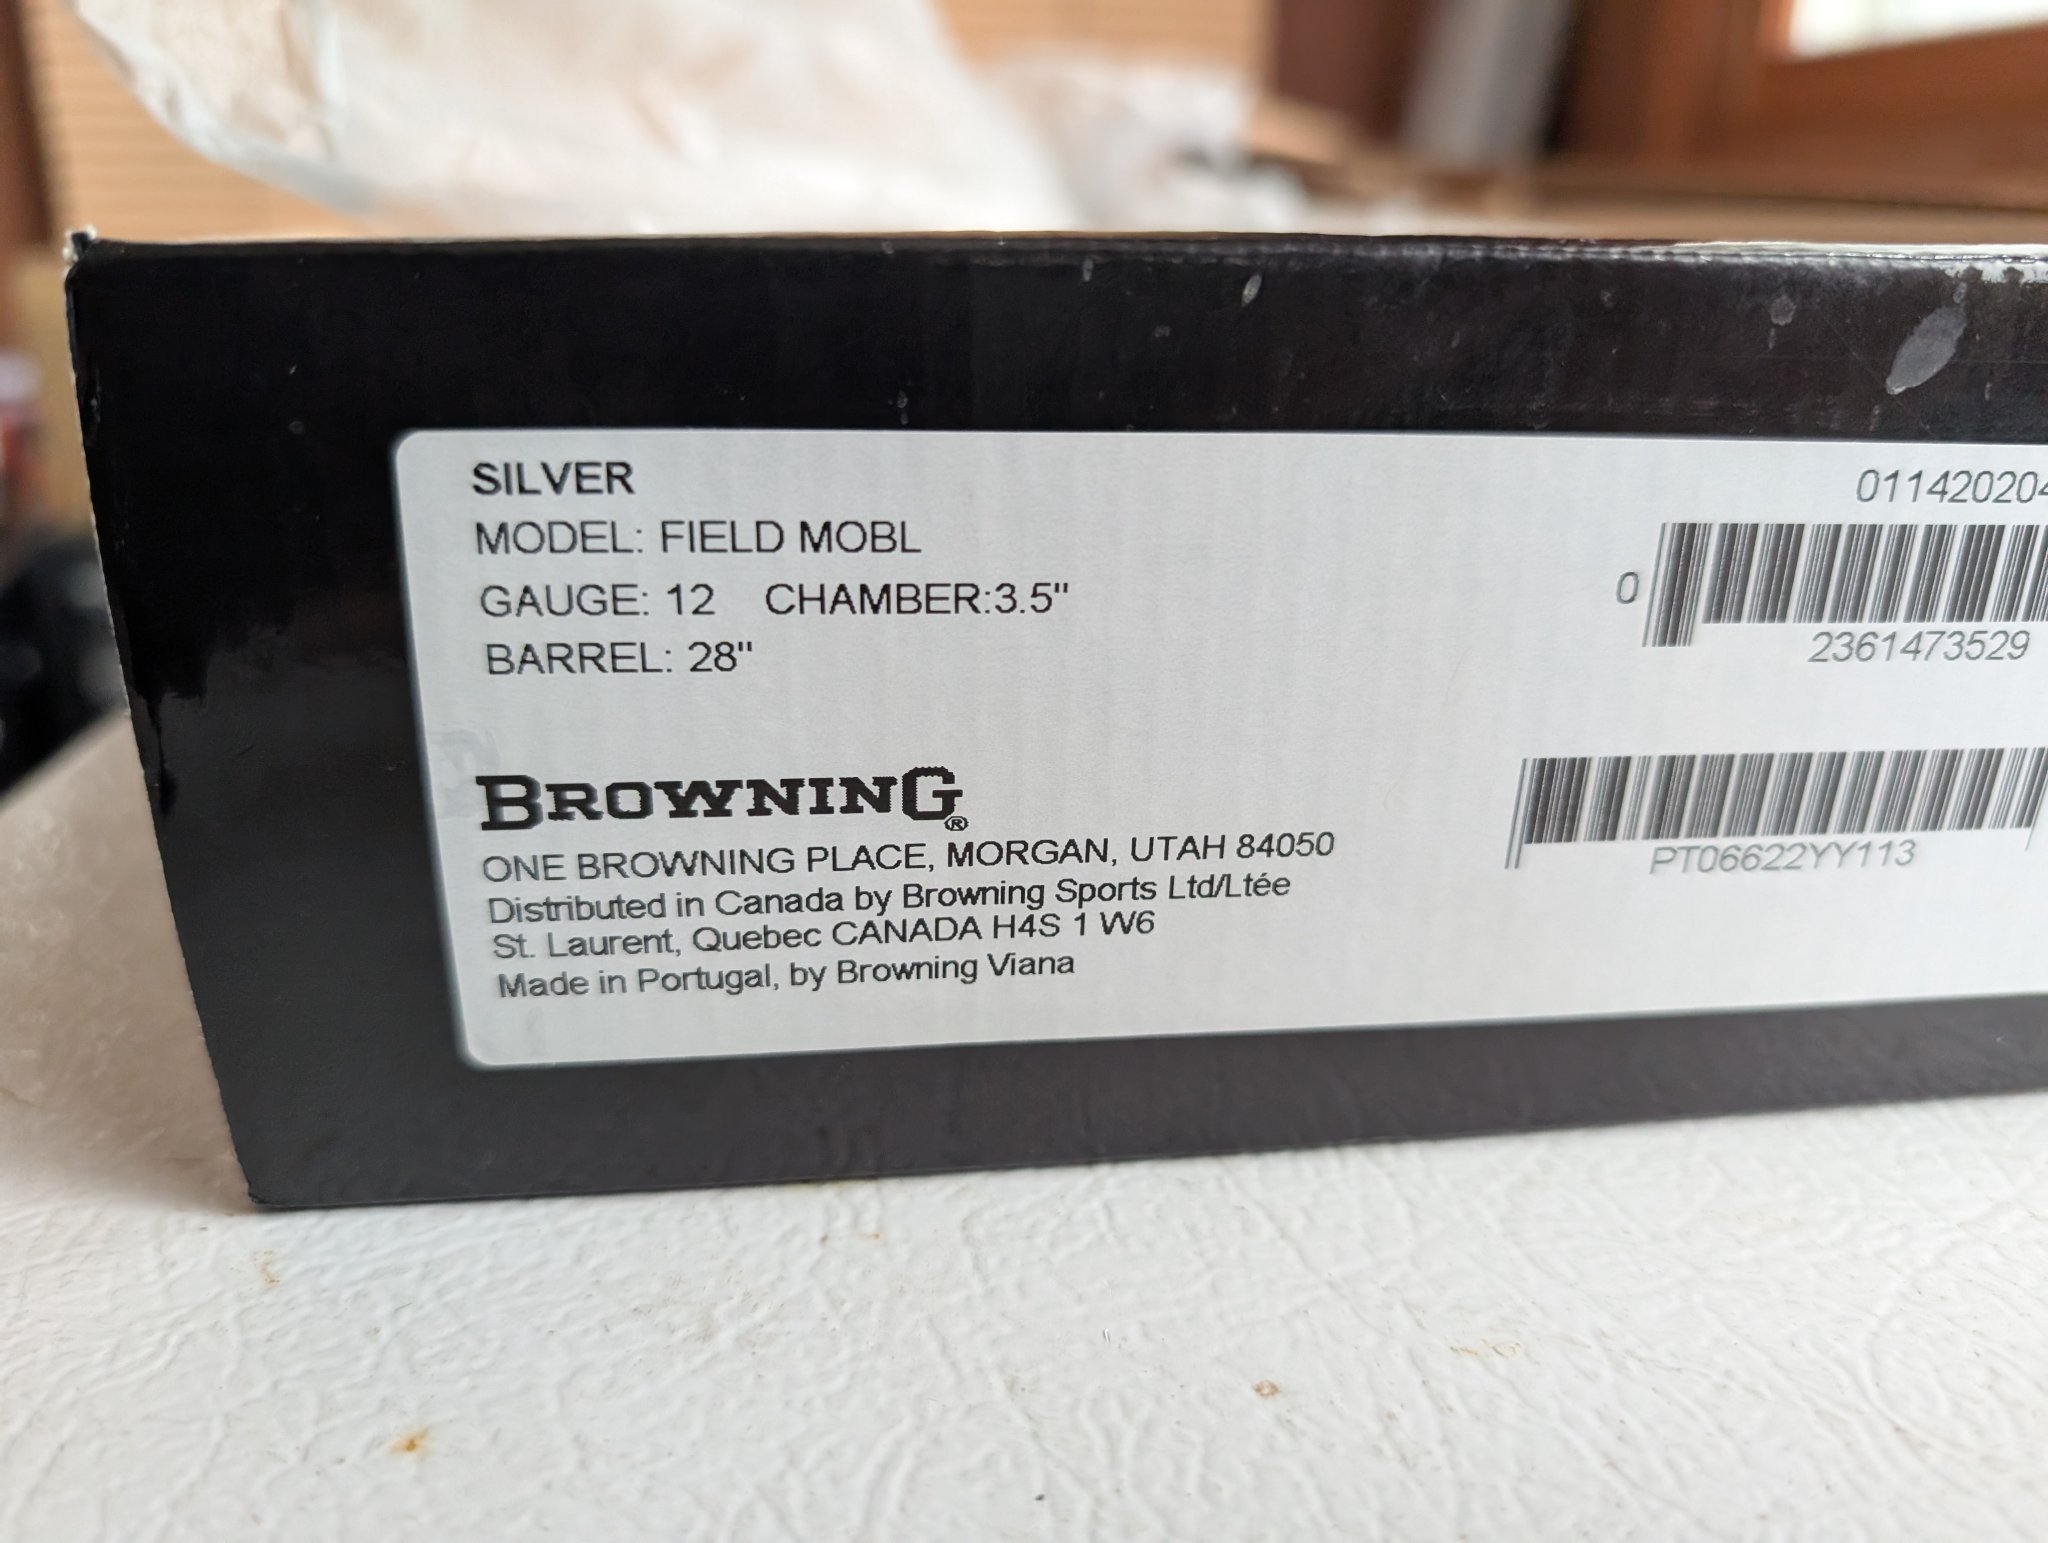 SILVER
MODEL: FIELD MOBL
GAUGE: 12 CHAMBER:3.5"
BARREL: 28"
BROWNING®
ONE BROWNING PLACE, MORGAN, UTAH 84050
Distributed in Canada by Browning Sports Ltd/Ltée
St. Laurent, Quebec CANADA H4S 1 W6
Made in Portugal, by Browning Viana
011420204
0
2361473529
PT06622YY113